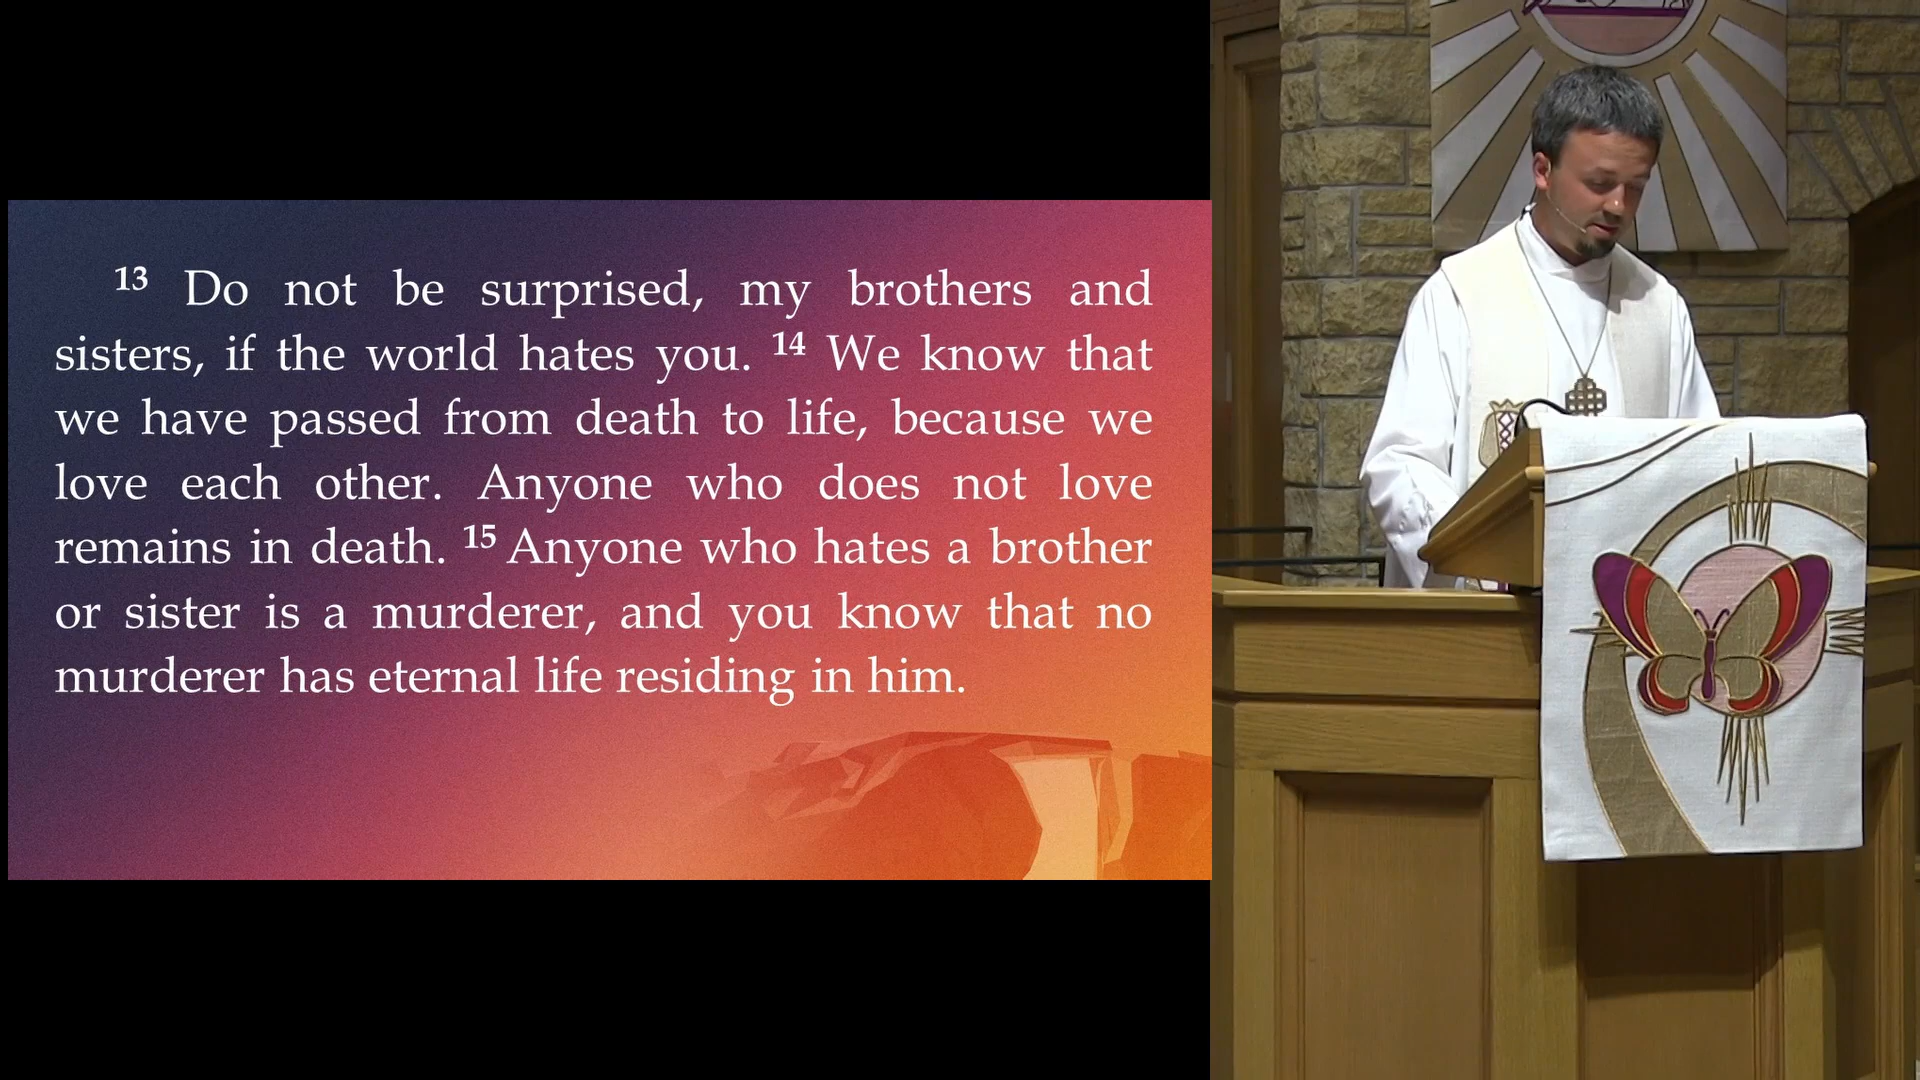 13 Do not be surprised, my brothers and
sisters, if the world hates you. 14 We know that
we have passed from death to life, because we
love each other. Anyone who does not love
remains in death. 15 Anyone who hates a brother
or sister is a murderer, and you know that no
murderer has eternal life residing in him.